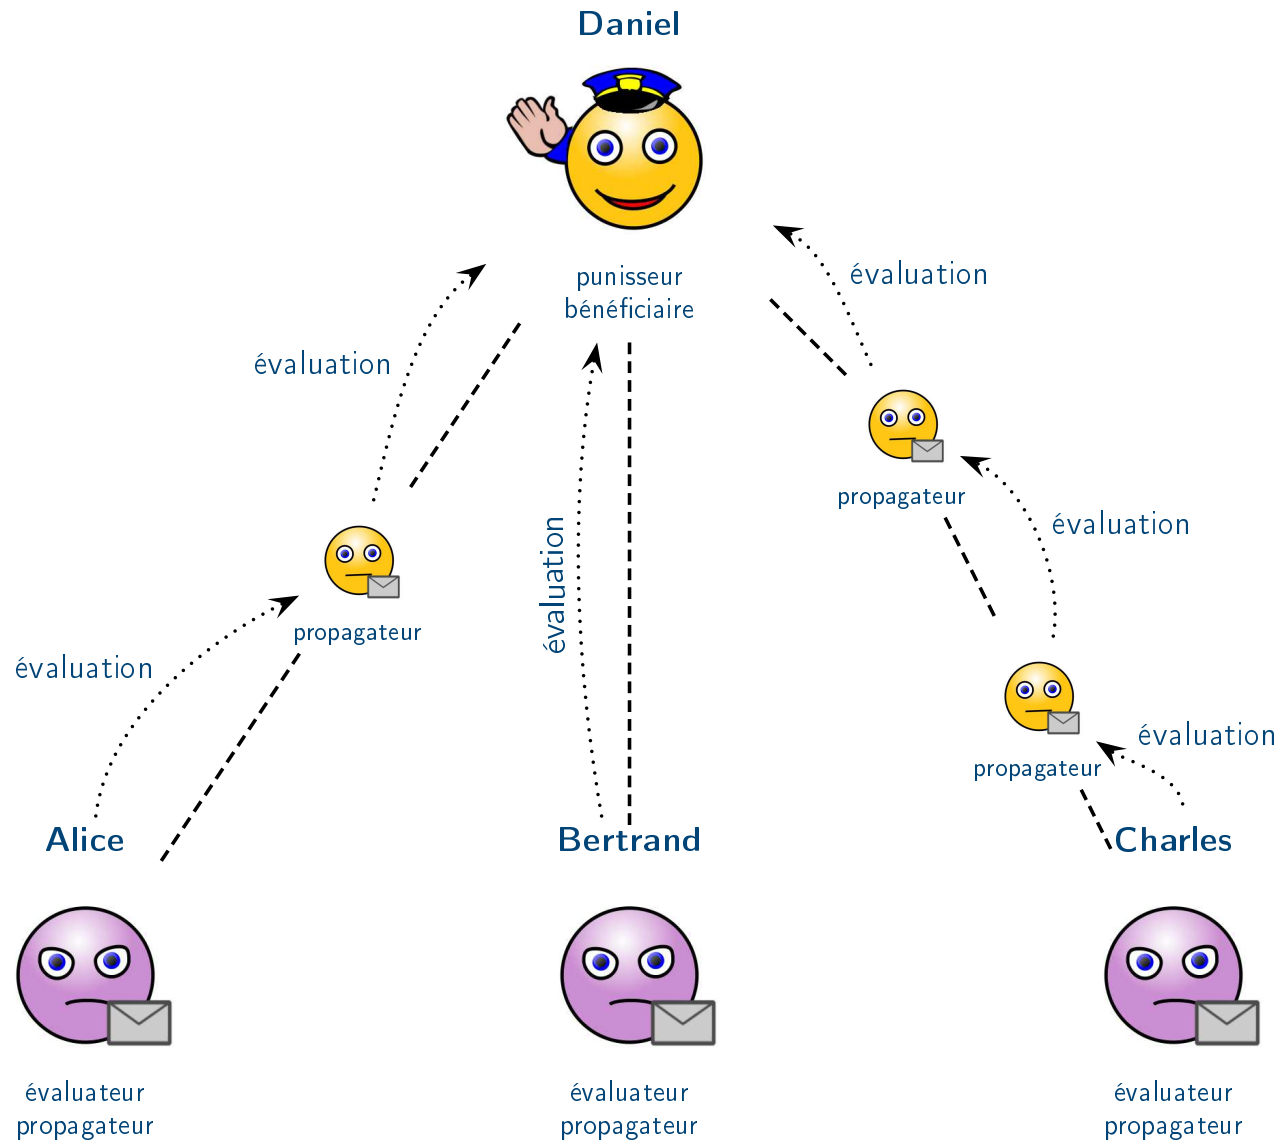 Daniel
punisseur
bénéficiaire
évaluation
évaluation
propagateur
évaluation
évaluation
propagateur
évaluation
évaluation
propagateur
Alice
Bertrand
Charles
évaluateur
propagateur
évaluateur
propagateur
évaluateur
propagateur